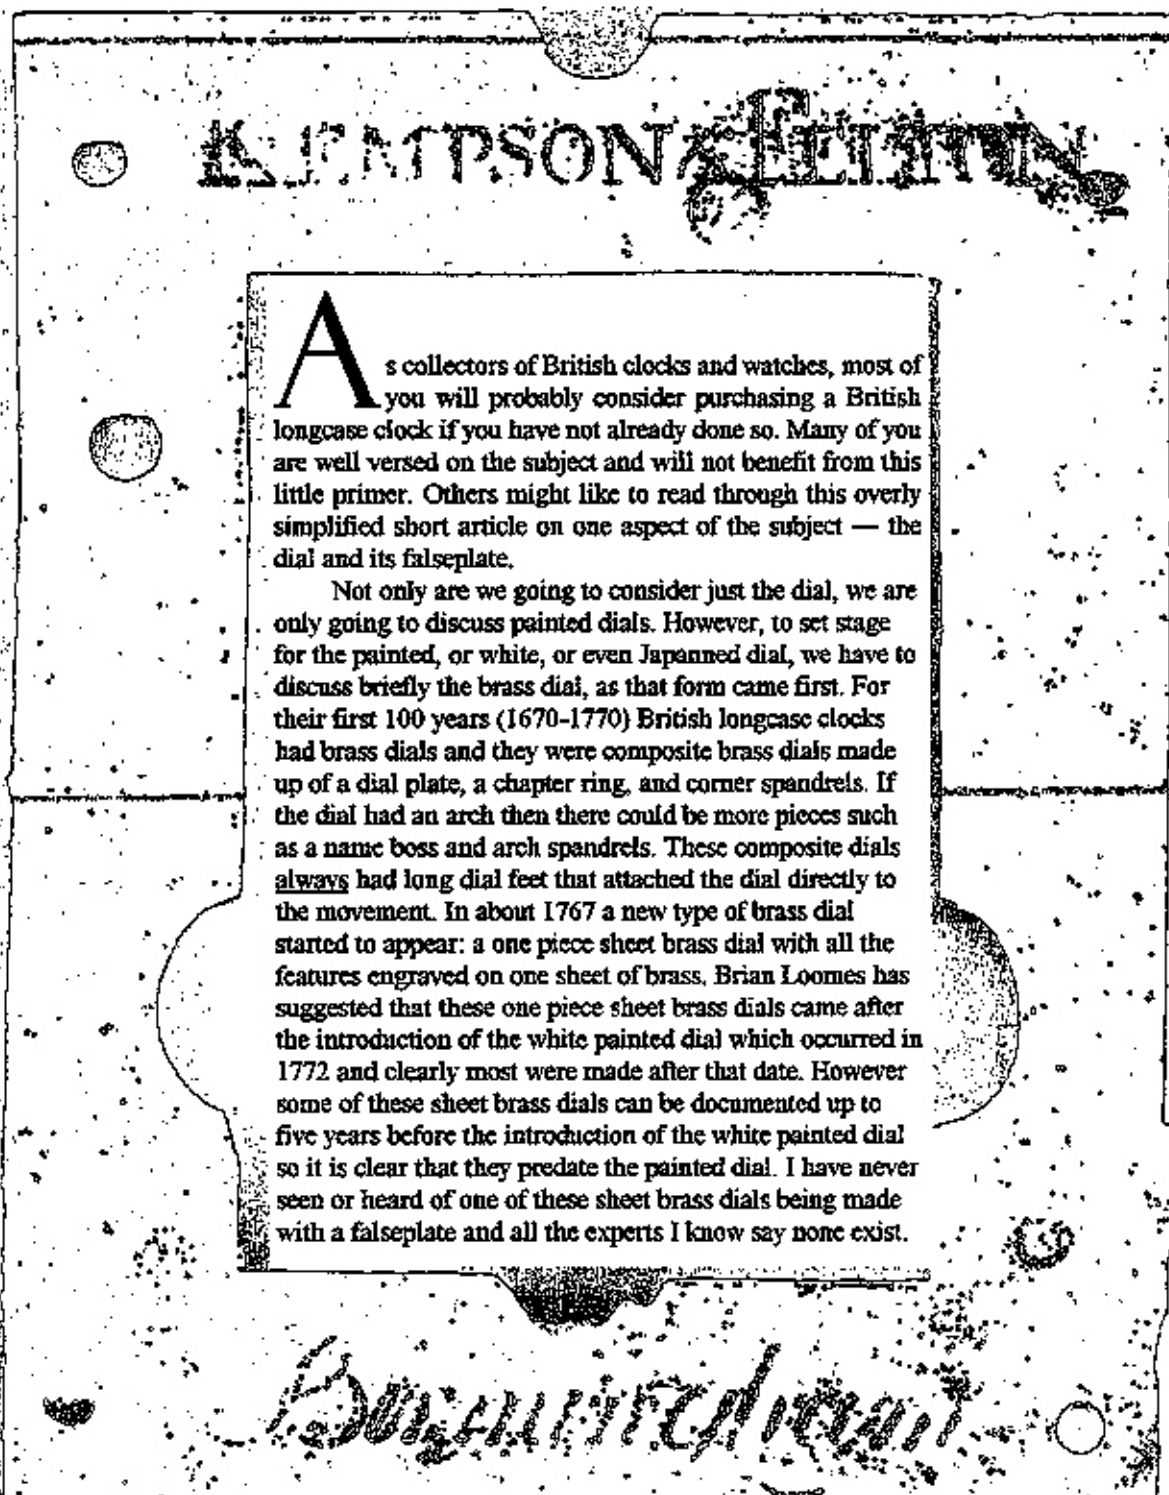 KEMPSON & FELTON
As collectors of British clocks and watches, most of
you will probably consider purchasing a British
longcase clock if you have not already done so. Many of you
are well versed on the subject and will not benefit from this
little primer. Others might like to read through this overly
simplified short article on one aspect of the subject — the
dial and its falseplate.
Not only are we going to consider just the dial, we are
only going to discuss painted dials. However, to set stage
for the painted, or white, or even Japanned dial, we have to
discuss briefly the brass dial, as that form came first. For
their first 100 years (1670-1770) British longcase clocks
had brass dials and they were composite brass dials made
up of a dial plate, a chapter ring, and corner spandrels. If
the dial had an arch then there could be more pieces such
as a name boss and arch spandrels. These composite dials
always had long dial feet that attached the dial directly to
the movement. In about 1767 a new type of brass dial
started to appear: a one piece sheet brass dial with all the
features engraved on one sheet of brass. Brian Loomes has
suggested that these one piece sheet brass dials came after
the introduction of the white painted dial which occurred in
1772 and clearly most were made after that date. However
some of these sheet brass dials can be documented up to
five years before the introduction of the white painted dial
so it is clear that they predate the painted dial. I have never
seen or heard of one of these sheet brass dials being made
with a falseplate and all the experts I know say none exist.
Birmingham